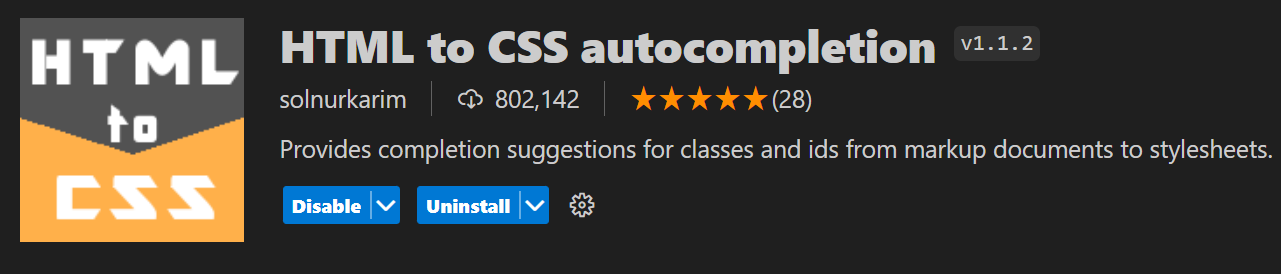 HTML
to
CSS
HTML to CSS autocompletion v1.1.2
solnurkarim 802,142 (28)
Provides completion suggestions for classes and ids from markup documents to stylesheets.
Disable Uninstall